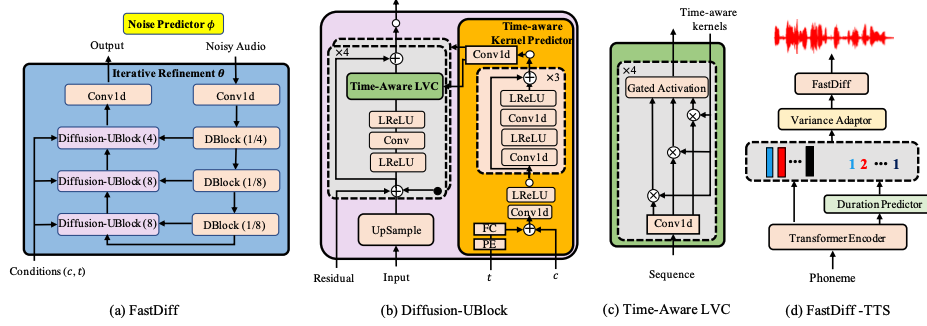 Noise Predictor ϕ
Output
Noisy Audio
Iterative Refinement θ
Conv1d
Conv1d
Diffusion-UBlock (4)
DBlock (1/4)
Diffusion-UBlock (8)
DBlock (1/8)
Diffusion-UBlock (8)
DBlock (1/8)
Conditions (c, t)
(a) FastDiff
×4
Time-Aware LVC
LReLU
Conv
LReLU
UpSample
Residual
Input
Time-aware
Kernel Predictor
Conv1d
×3
LReLU
Conv1d
LReLU
Conv1d
LReLU
Conv1d
FC
PE
t
c
(b) Diffusion-UBlock
Time-aware
kernels
×4
Gated Activation
Conv1d
Sequence
(c) Time-Aware LVC
FastDiff
Variance Adaptor
1 2 ··· 1
Duration Predictor
Transformer Encoder
Phoneme
(d) FastDiff -TTS